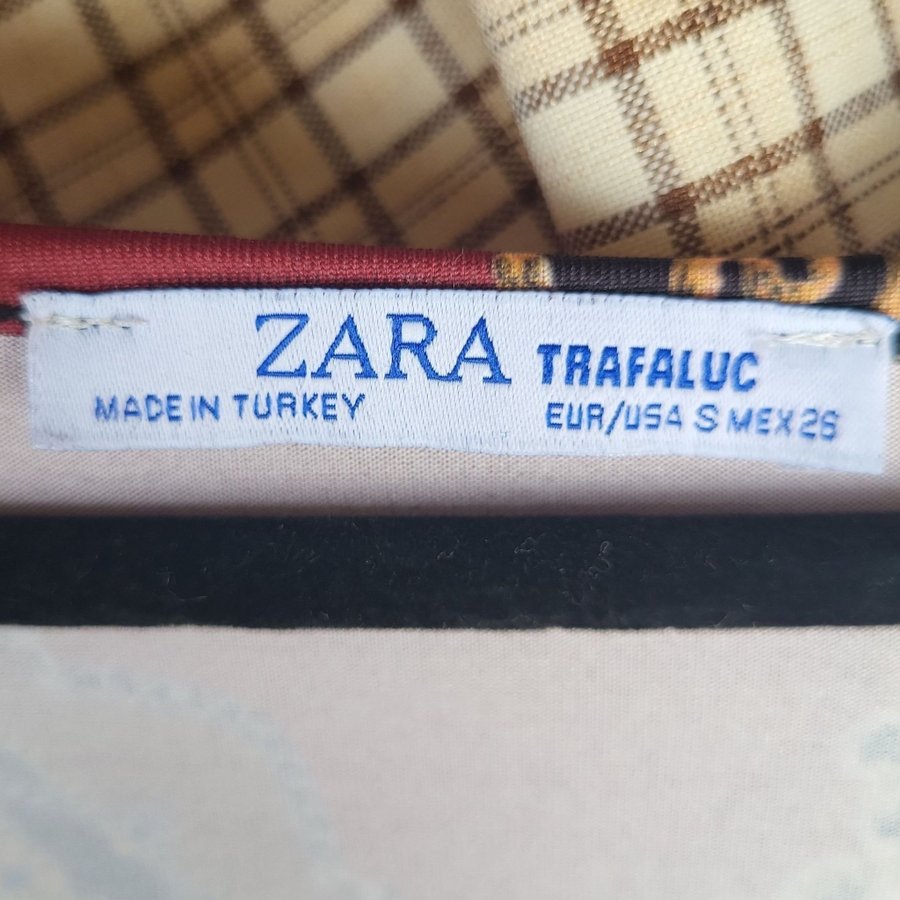 ZARA TRAFALUC
MADE IN TURKEY EUR/USA S MEX 26